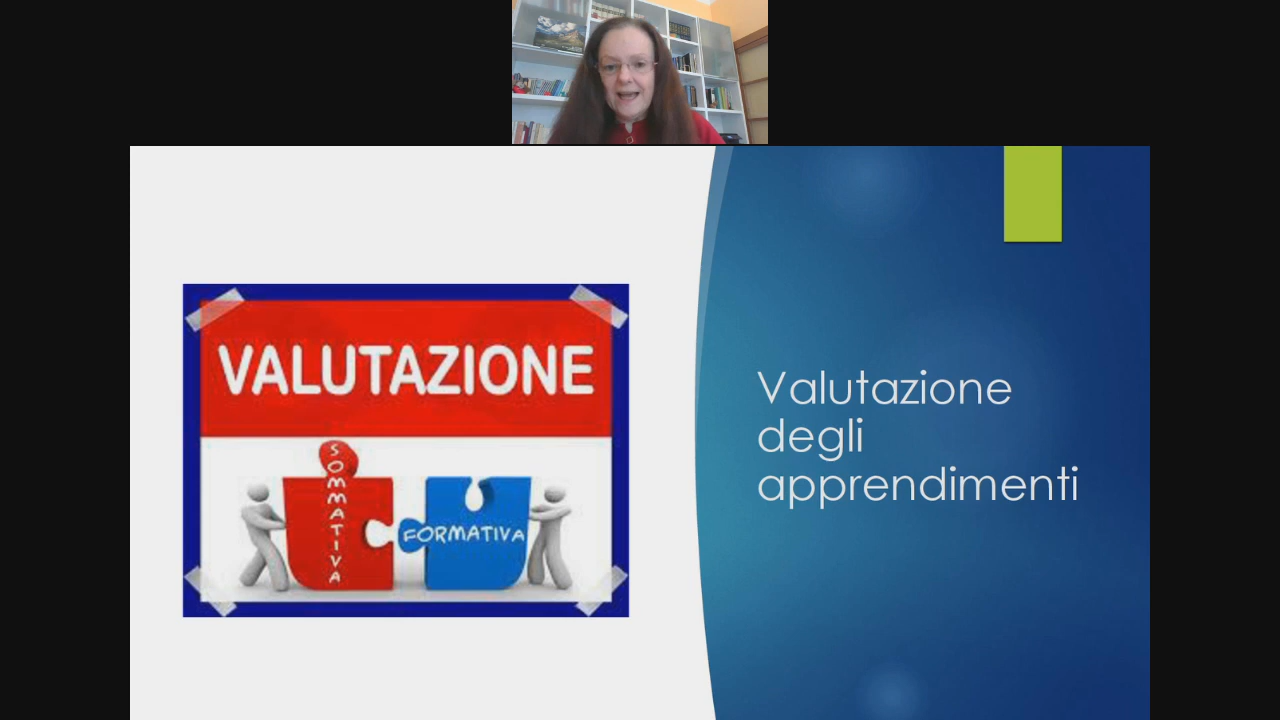 VALUTAZIONE
SOMMATIVA
FORMATIVA
Valutazione
degli
apprendimenti